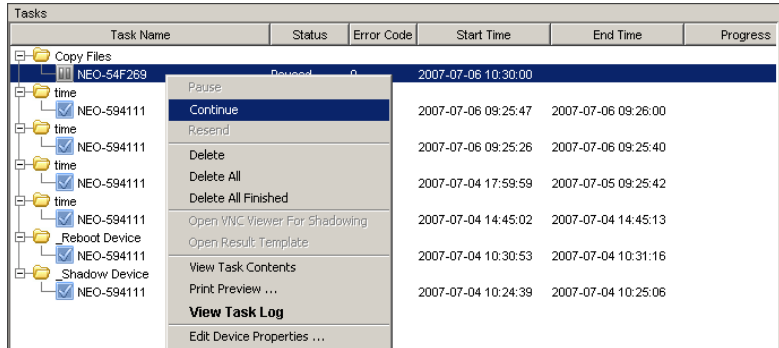 Tasks
Task Name Status Error Code Start Time End Time Progress
Copy Files
NEO-54F269 Paused 0 2007-07-06 10:30:00
Pause
time
Continue
NEO-594111 2007-07-06 09:25:47 2007-07-06 09:26:00
time
Resend
NEO-594111 2007-07-06 09:25:26 2007-07-06 09:25:40
Delete
time
Delete All
NEO-594111 2007-07-04 17:59:59 2007-07-05 09:25:42
time
Delete All Finished
NEO-594111 2007-07-04 14:45:02 2007-07-04 14:45:13
Open VNC Viewer For Shadowing
_Reboot Device
Open Result Template
NEO-594111 2007-07-04 10:30:53 2007-07-04 10:31:16
View Task Contents
_Shadow Device
Print Preview ...
NEO-594111 2007-07-04 10:24:39 2007-07-04 10:25:06
View Task Log
Edit Device Properties ...